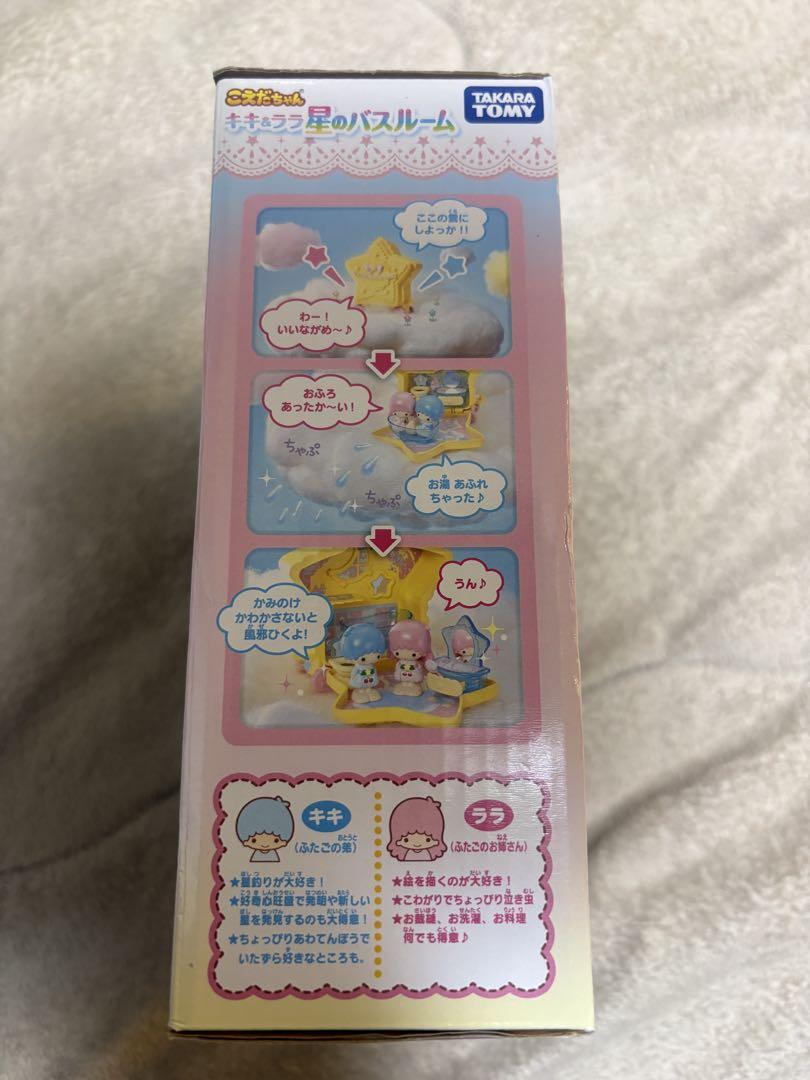 こえだちゃん
キキ&ララ 星のバスルーム
TAKARA
TOMY
ここの雲に
しよっか!!
わー!
いいながめ〜♪
おふろ
あったか〜い!
ちゃぷ
ちゃぷ
お湯 あふれ
ちゃった♪
うん♪
かみのけ
かわかさないと
風邪ひくよ!
キキ
(ふたごの弟)
★星釣りが大好き!
★好奇心旺盛で発明や新しい
星を発見するのも大得意!
★ちょっぴりあわてんぼうで
いたずら好きなところも。
ララ
(ふたごのお姉さん)
★絵を描くのが大好き!
★こわがりでちょっぴり泣き虫
★お裁縫、お洗濯、お料理
何でも得意♪